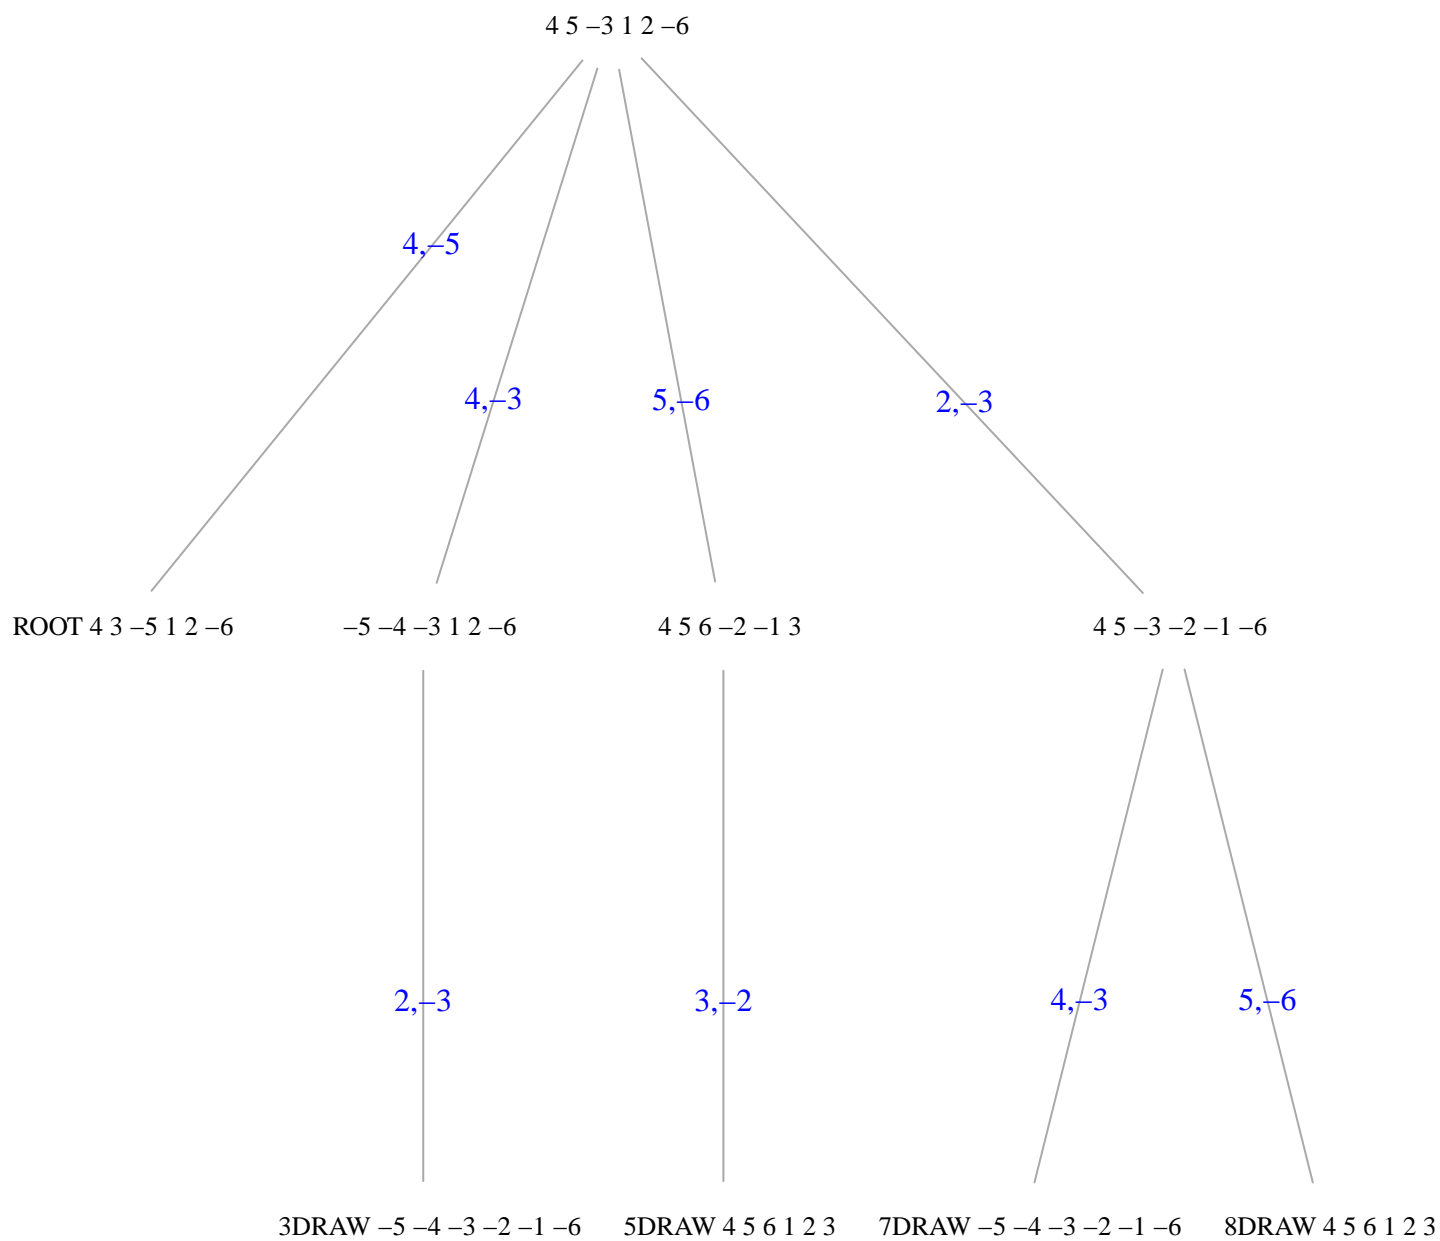 4 5 –3 1 2 –6
4,–5
4,–3
5,–6
2,–3
ROOT 4 3 –5 1 2 –6
–5 –4 –3 1 2 –6
4 5 6 –2 –1 3
4 5 –3 –2 –1 –6
2,–3
3,–2
4,–3
5,–6
3DRAW –5 –4 –3 –2 –1 –6
5DRAW 4 5 6 1 2 3
7DRAW –5 –4 –3 –2 –1 –6
8DRAW 4 5 6 1 2 3